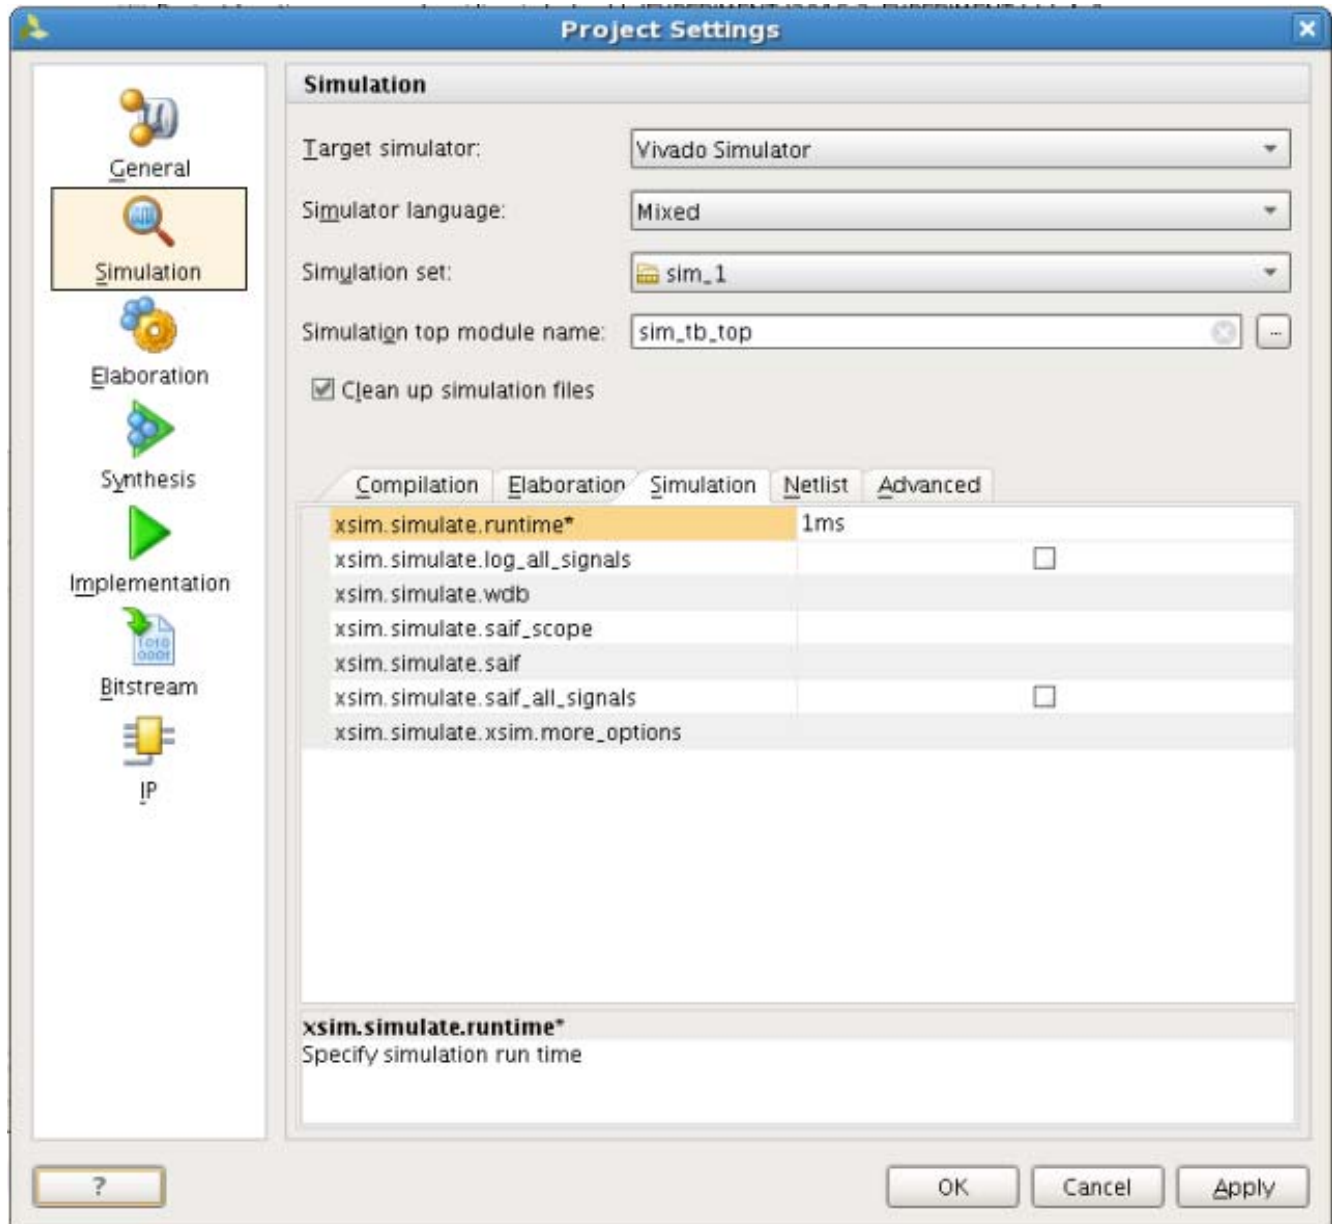 Project Settings
General
Simulation
Elaboration
Synthesis
Implementation
Bitstream
IP
Simulation
Target simulator: Vivado Simulator
Simulator language: Mixed
Simulation set: sim_1
Simulation top module name: sim_tb_top ...
Clean up simulation files
Compilation Elaboration Simulation Netlist Advanced
xsim.simulate.runtime* 1ms
xsim.simulate.log_all_signals
xsim.simulate.wdb
xsim.simulate.saif_scope
xsim.simulate.saif
xsim.simulate.saif_all_signals
xsim.simulate.xsim.more_options
xsim.simulate.runtime*
Specify simulation run time
? OK Cancel Apply